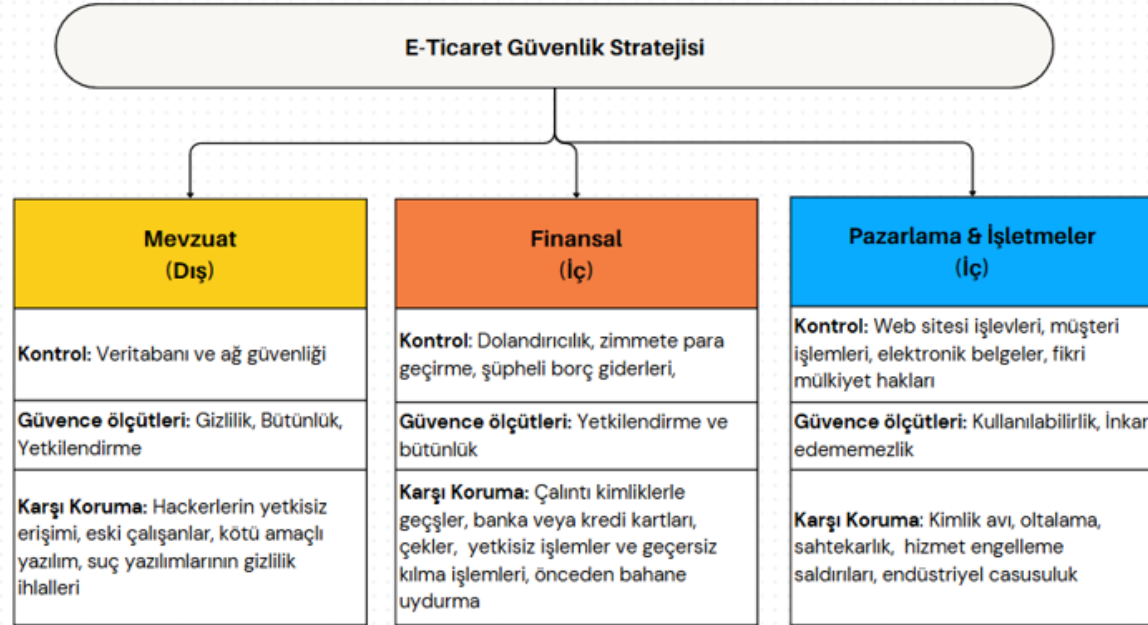 E-Ticaret Güvenlik Stratejisi
Mevzuat
(Dış)
Kontrol: Veritabanı ve ağ güvenliği
Güvence ölçütleri: Gizlilik, Bütünlük,
Yetkilendirme
Karşı Koruma: Hackerlerin yetkisiz
erişimi, eski çalışanlar, kötü amaçlı
yazılım, suç yazılımlarının gizlilik
ihlalleri
Finansal
(İç)
Kontrol: Dolandırıcılık, zimmete para
geçirme, şüpheli borç giderleri,
Güvence ölçütleri: Yetkilendirme ve
bütünlük
Karşı Koruma: Çalıntı kimliklerle
geçşler, banka veya kredi kartları,
çekler, yetkisiz işlemler ve geçersiz
kılma işlemleri, önceden bahane
uydurma
Pazarlama & İşletmeler
(İç)
Kontrol: Web sitesi işlevleri, müşteri
işlemleri, elektronik belgeler, fikri
mülkiyet hakları
Güvence ölçütleri: Kullanılabilirlik, İnkar
edememezlik
Karşı Koruma: Kimlik avı, oltalama,
sahtekarlık, hizmet engelleme
saldırıları, endüstriyel casusuluk